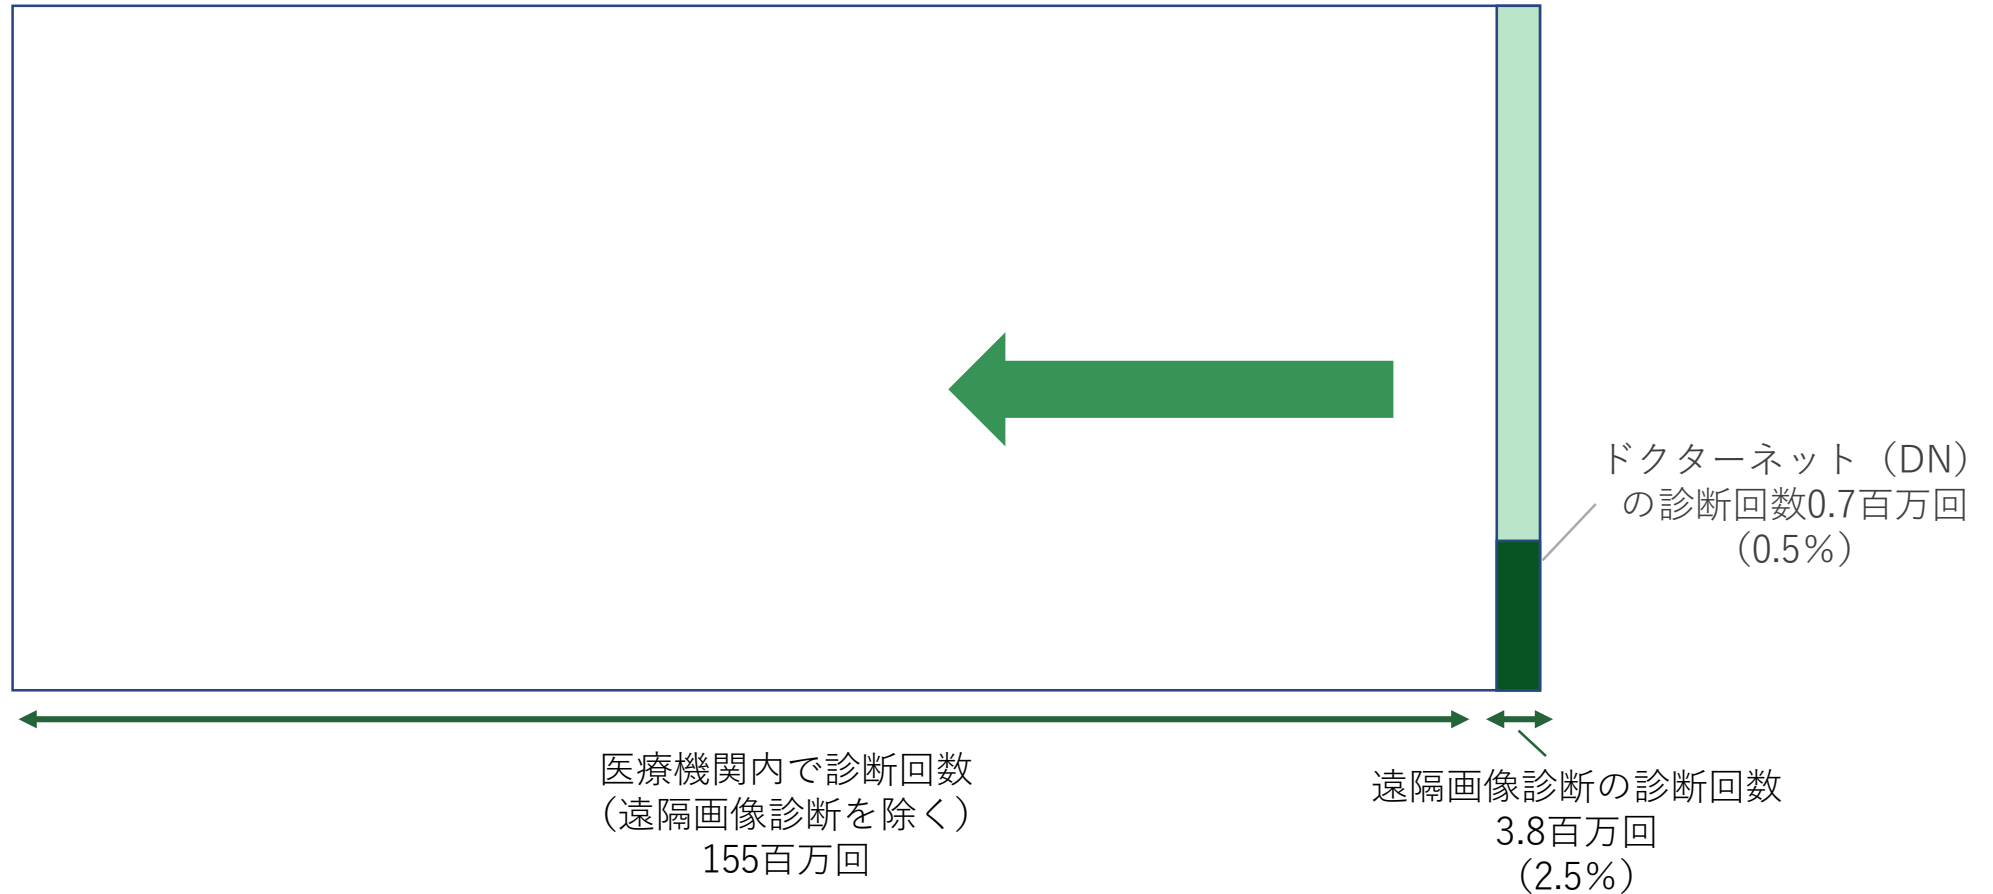 ドクターネット（DN）
の診断回数0.7百万回
（0.5％）
医療機関内で診断回数
（遠隔画像診断を除く）
155百万回
遠隔画像診断の診断回数
3.8百万回
（2.5％）